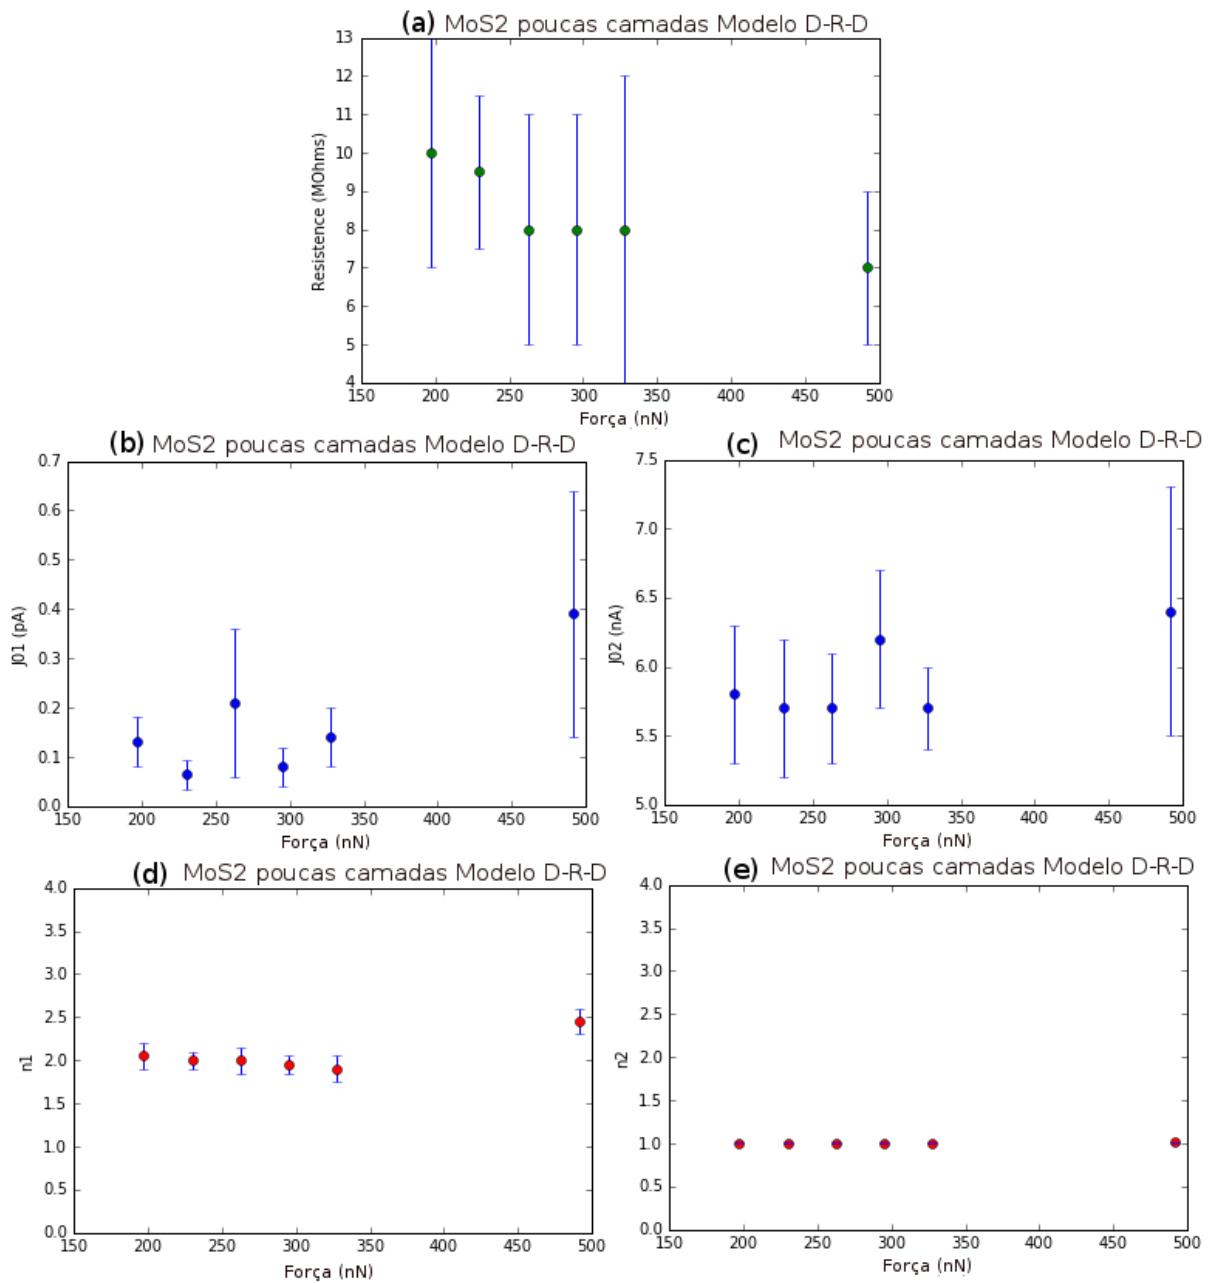 (a) MoS2 poucas camadas Modelo D-R-D
13
12
11
10
9
8
7
6
5
4
Resistence (MOhms)
150 200 250 300 350 400 450 500
Força (nN)
(b) MoS2 poucas camadas Modelo D-R-D
0.7
0.6
0.5
0.4
0.3
0.2
0.1
0.0
J01 (pA)
150 200 250 300 350 400 450 500
Força (nN)
(c) MoS2 poucas camadas Modelo D-R-D
7.5
7.0
6.5
6.0
5.5
5.0
J02 (nA)
150 200 250 300 350 400 450 500
Força (nN)
(d) MoS2 poucas camadas Modelo D-R-D
4.0
3.5
3.0
2.5
2.0
1.5
1.0
0.5
0.0
n1
150 200 250 300 350 400 450 500
Força (nN)
(e) MoS2 poucas camadas Modelo D-R-D
4.0
3.5
3.0
2.5
2.0
1.5
1.0
0.5
0.0
n2
150 200 250 300 350 400 450 500
Força (nN)